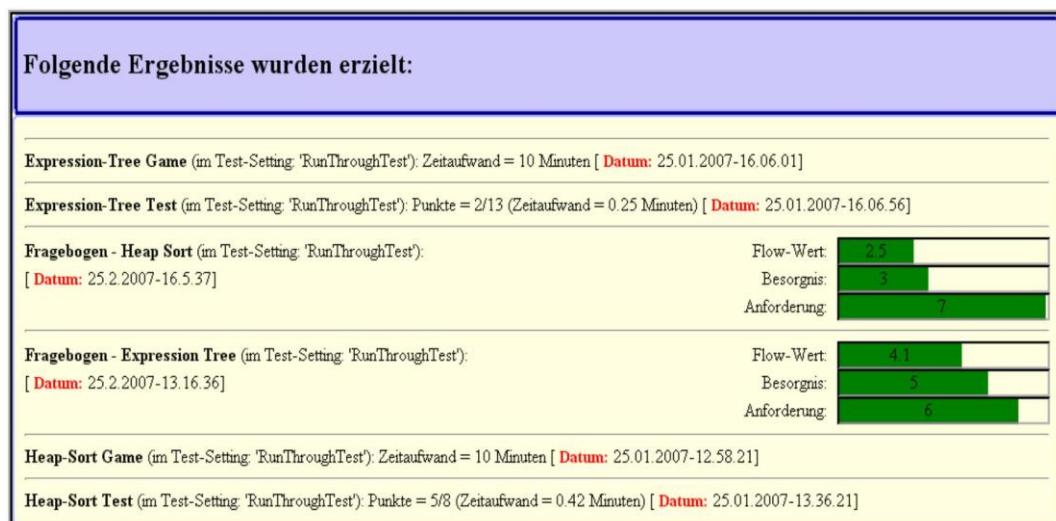 Folgende Ergebnisse wurden erzielt:
Expression-Tree Game (im Test-Setting: 'RunThroughTest'): Zeitaufwand = 10 Minuten [ Datum: 25.01.2007-16.06.01]
Expression-Tree Test (im Test-Setting: 'RunThroughTest'): Punkte = 2/13 (Zeitaufwand = 0.25 Minuten) [ Datum: 25.01.2007-16.06.56]
Fragebogen - Heap Sort (im Test-Setting: 'RunThroughTest'):
[ Datum: 25.2.2007-16.5.37]
Flow-Wert: 2.5
Besorgnis: 3
Anforderung: 7
Fragebogen - Expression Tree (im Test-Setting: 'RunThroughTest'):
[ Datum: 25.2.2007-13.16.36]
Flow-Wert: 4.1
Besorgnis: 5
Anforderung: 6
Heap-Sort Game (im Test-Setting: 'RunThroughTest'): Zeitaufwand = 10 Minuten [ Datum: 25.01.2007-12.58.21]
Heap-Sort Test (im Test-Setting: 'RunThroughTest'): Punkte = 5/8 (Zeitaufwand = 0.42 Minuten) [ Datum: 25.01.2007-13.36.21]